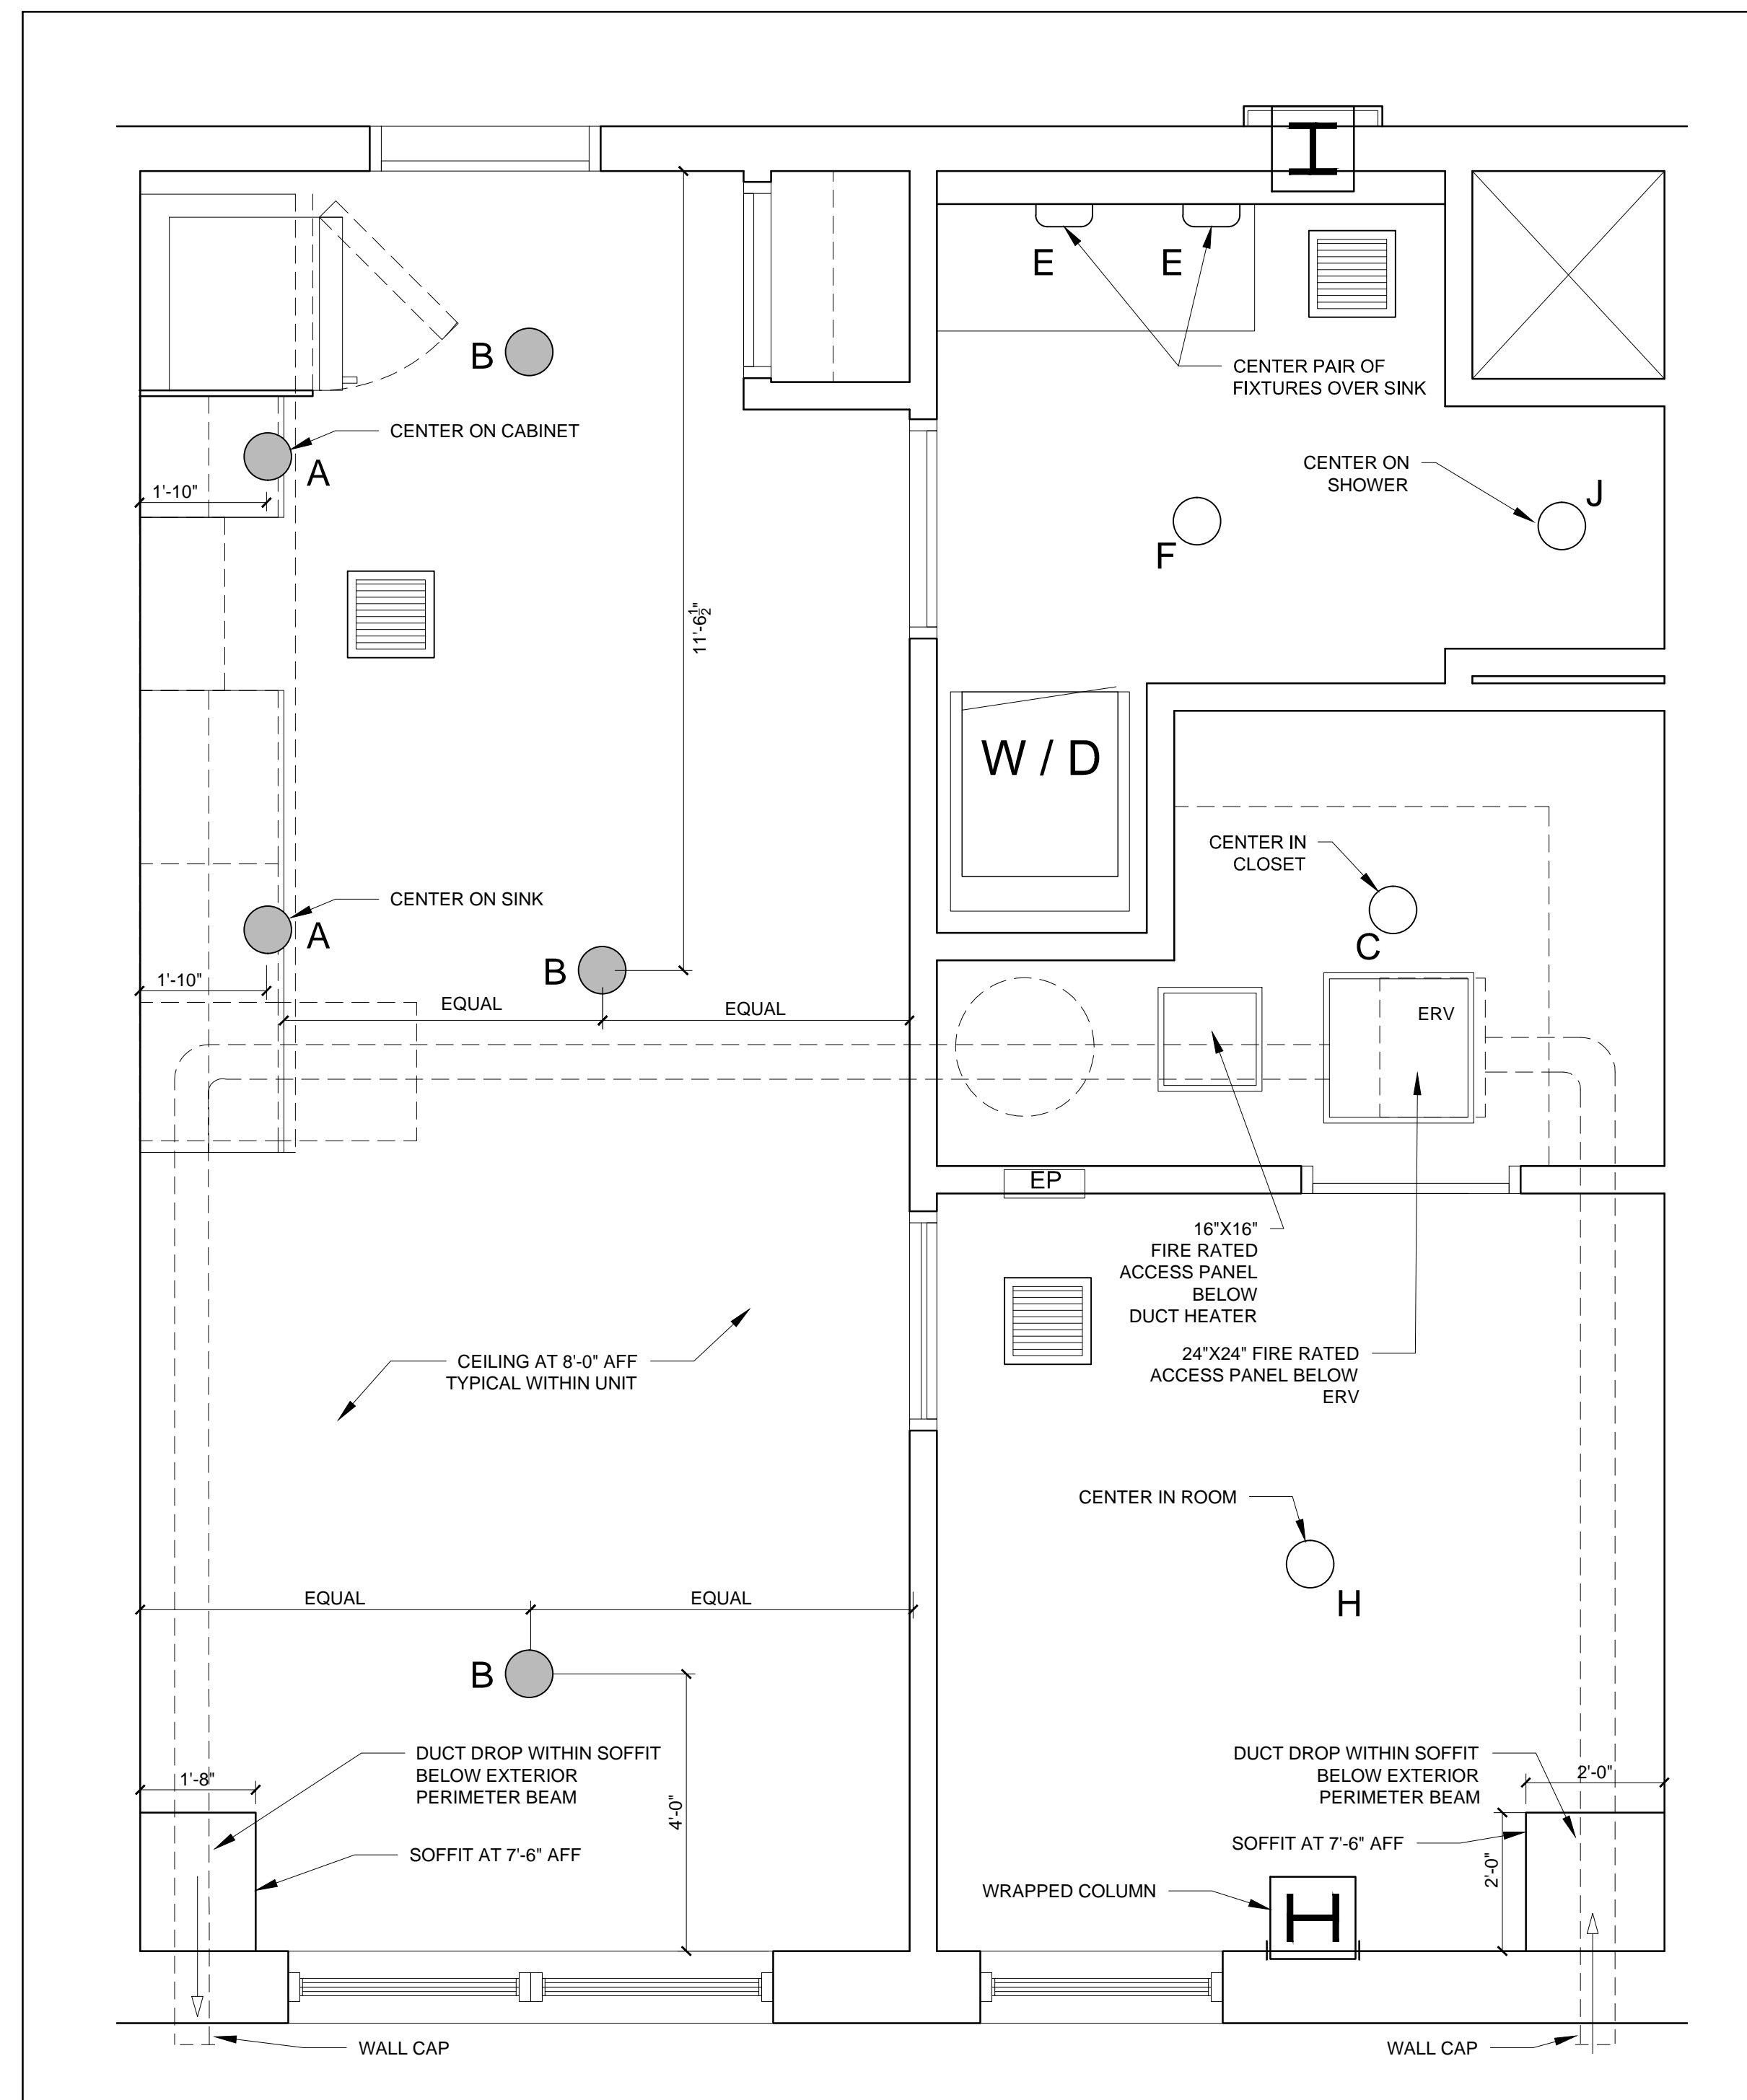 E
E
CENTER PAIR OF
FIXTURES OVER SINK
B
CENTER ON CABINET
A
1'-10"
CENTER ON
SHOWER
J
F
11'-6 1/2"
W / D
CENTER IN
CLOSET
C
CENTER ON SINK
A
B
1'-10"
EQUAL
EQUAL
ERV
EP
16"X16"
FIRE RATED
ACCESS PANEL
BELOW
DUCT HEATER
24"X24" FIRE RATED
ACCESS PANEL BELOW
ERV
CEILING AT 8'-0" AFF
TYPICAL WITHIN UNIT
CENTER IN ROOM
H
EQUAL
EQUAL
B
DUCT DROP WITHIN SOFFIT
BELOW EXTERIOR
PERIMETER BEAM
1'-8"
4'-0"
SOFFIT AT 7'-6" AFF
DUCT DROP WITHIN SOFFIT
BELOW EXTERIOR
PERIMETER BEAM
2'-0"
SOFFIT AT 7'-6" AFF
2'-0"
WRAPPED COLUMN
WALL CAP
WALL CAP